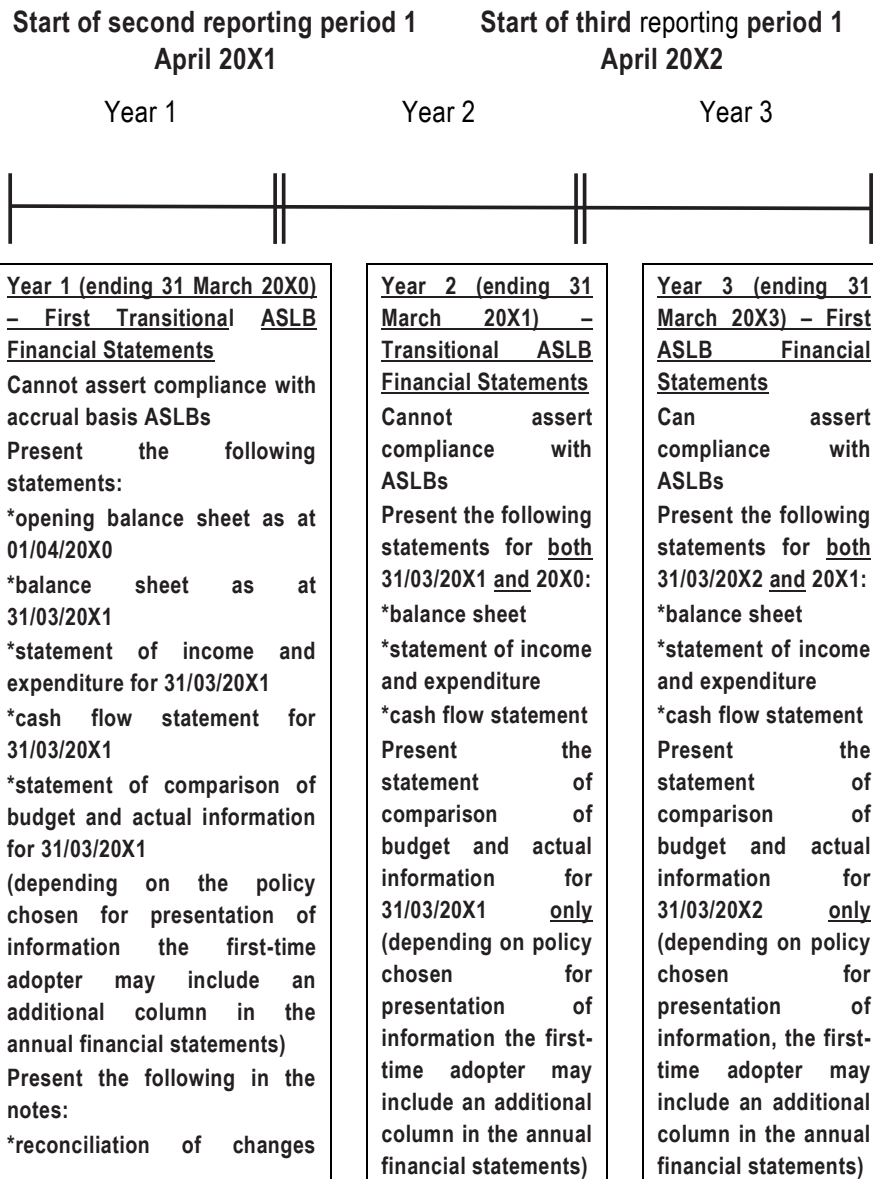 Start of second reporting period 1
April 20X1
Start of third reporting period 1
April 20X2
Year 1
Year 2
Year 3
Year 1 (ending 31 March 20X0)
– First Transitional ASLB
Financial Statements
Cannot assert compliance with
accrual basis ASLBs
Present the following
statements:
*opening balance sheet as at
01/04/20X0
*balance sheet as at
31/03/20X1
*statement of income and
expenditure for 31/03/20X1
*cash flow statement for
31/03/20X1
*statement of comparison of
budget and actual information
for 31/03/20X1
(depending on the policy
chosen for presentation of
information the first-time
adopter may include an
additional column in the
annual financial statements)
Present the following in the
notes:
*reconciliation of changes
Year 2 (ending 31
March 20X1) –
Transitional ASLB
Financial Statements
Cannot assert
compliance with
ASLBs
Present the following
statements for both
31/03/20X1 and 20X0:
*balance sheet
*statement of income
and expenditure
*cash flow statement
Present the
statement of
comparison of
budget and actual
information for
31/03/20X1 only
(depending on policy
chosen for
presentation of
information the first-
time adopter may
include an additional
column in the annual
financial statements)
Year 3 (ending 31
March 20X3) – First
ASLB Financial
Statements
Can assert
compliance with
ASLBs
Present the following
statements for both
31/03/20X2 and 20X1:
*balance sheet
*statement of income
and expenditure
*cash flow statement
Present the
statement of
comparison of
budget and actual
information for
31/03/20X2 only
(depending on policy
chosen for
presentation of
information, the first-
time adopter may
include an additional
column in the annual
financial statements)